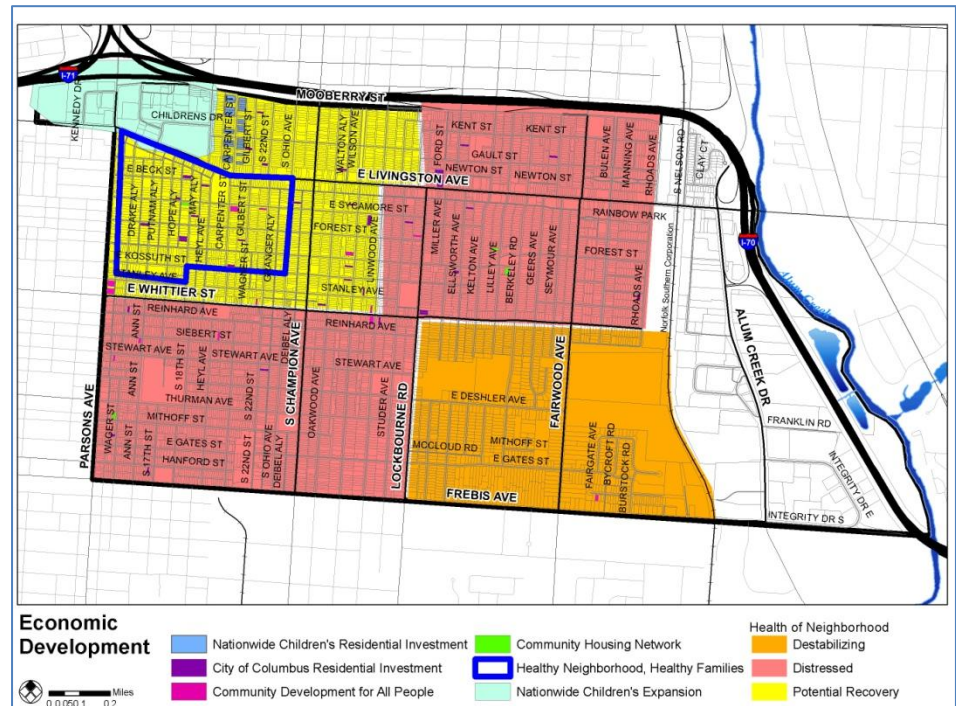 I-71
KENNEDY DR
CHILDRENS DR
MOOBERRY ST
CARPENTER ST
GILBERT ST
S 22ND ST
S OHIO AVE
WALTON ALY
WILSON AVE
KENT ST
KENT ST
FORD ST
GAULT ST
NEWTON ST
NEWTON ST
BULEN AVE
MANNING AVE
RHOADS AVE
S NELSON RD
CLAY CT
E LIVINGSTON AVE
E BECK ST
DRAKE ALY
PUTNAM ALY
HOPE ALY
MAY ALY
HEYL AVE
CARPENTER ST
GILBERT ST
WAGNER ST
GRANGER ALY
E SYCAMORE ST
FOREST ST
LINWOOD AVE
RAINBOW PARK
FOREST ST
MILLER AVE
ELLSWORTH AVE
KELTON AVE
LILLEY AVE
BERKELEY RD
GEERS AVE
SEYMOUR AVE
RHOADS AVE
Norfolk Southern Corporation
I-70
Alum Creek
E KOSSUTH ST
STANLEY AVE
STANLEY AVE
E WHITTIER ST
REINHARD AVE
REINHARD AVE
ANN ST
SIEBERT ST
DEIBEL ALY
STEWART AVE
STEWART AVE
STEWART AVE
ANN ST
S 18TH ST
HEYL AVE
S 22ND ST
S CHAMPION AVE
OAKWOOD AVE
STUDER AVE
LOCKBOURNE RD
FAIRWOOD AVE
ALUM CREEK DR
E DESHLER AVE
THURMAN AVE
MITHOFF ST
MITHOFF ST
MCCLOUD RD
E GATES ST
E GATES ST
PARSONS AVE
WAGER ST
ANN ST
S 17TH ST
HANFORD ST
S 22ND ST
S OHIO AVE
DEIBEL ALY
FAIRGATE AVE
BYCROFT RD
BURSTOCK RD
FREBIS AVE
FRANKLIN RD
INTEGRITY DR E
INTEGRITY DR S
Economic
Development
Nationwide Children's Residential Investment
City of Columbus Residential Investment
Community Development for All People
Community Housing Network
Healthy Neighborhood, Healthy Families
Nationwide Children's Expansion
Health of Neighborhood
Destabilizing
Distressed
Potential Recovery
Miles
0 0.050.1 0.2